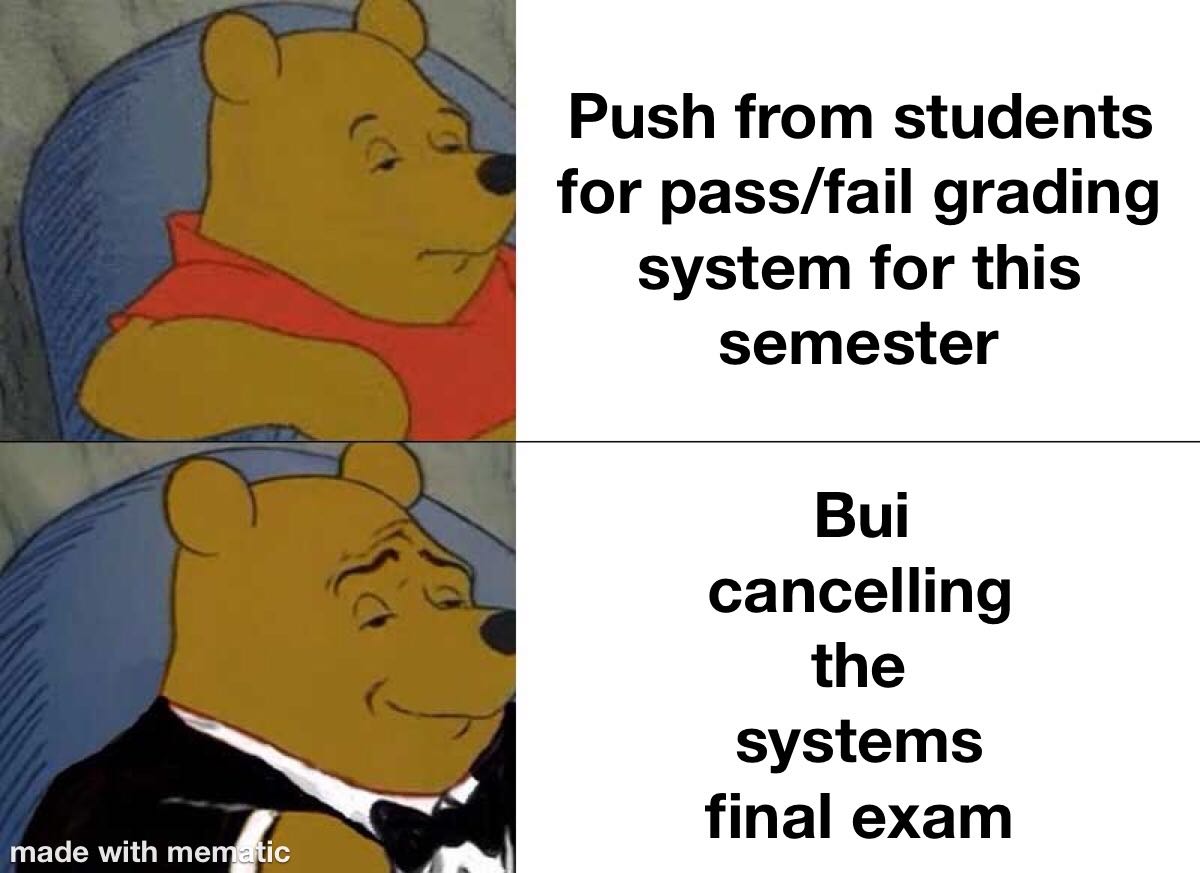 Push from students
for pass/fail grading
system for this
semester
Bui
cancelling
the
systems
final exam
made with mematic